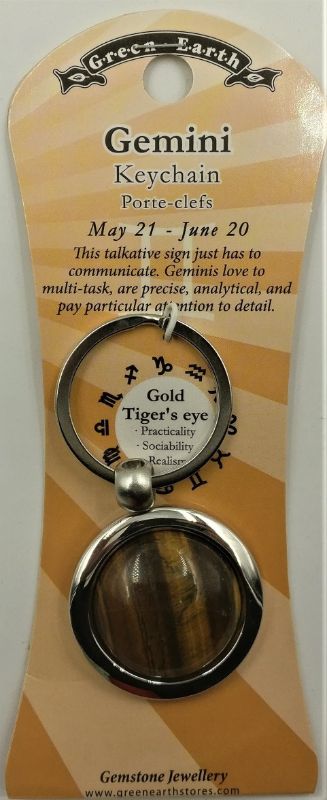 Green Earth
Gemini
Keychain
Porte-clefs
May 21 - June 20
This talkative sign just has to
communicate. Geminis love to
multi-task, are precise, analytical, and
pay particular attention to detail.
Gold
Tiger's eye
· Practicality
· Sociability
· Realism
Gemstone Jewellery
www.greenearthstores.com